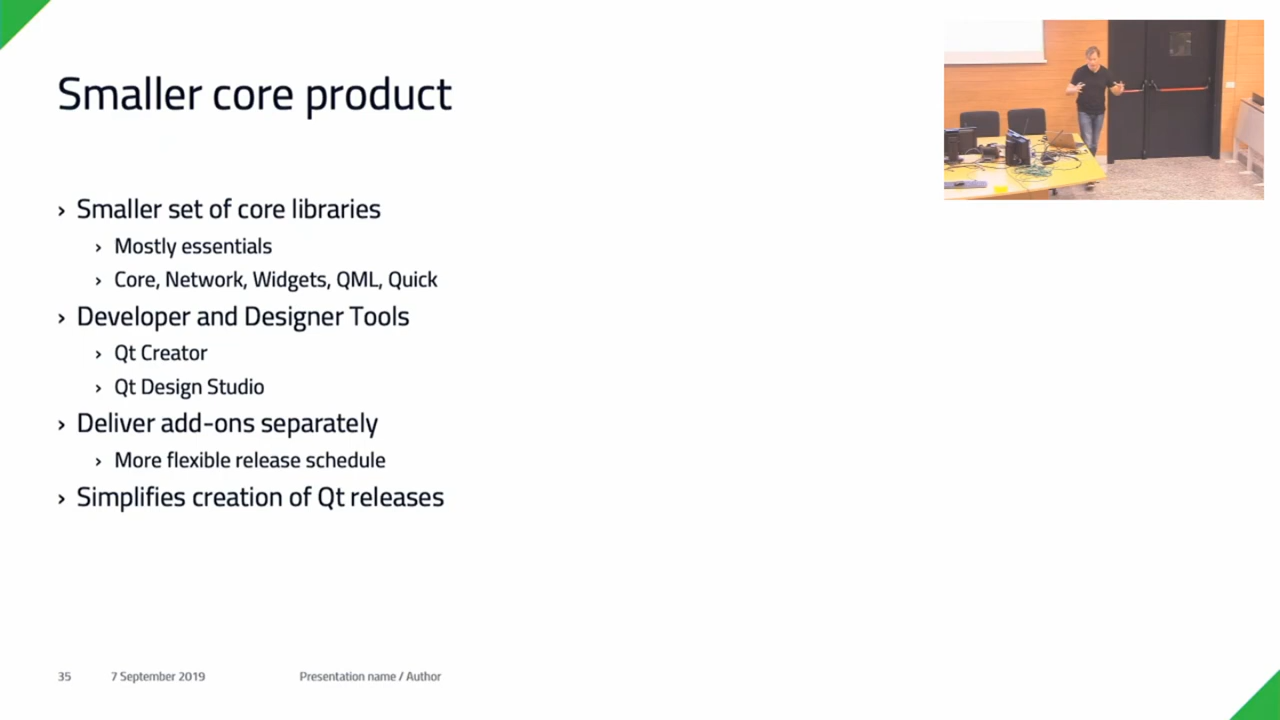 Smaller core product
› Smaller set of core libraries
› Mostly essentials
› Core, Network, Widgets, QML, Quick
› Developer and Designer Tools
› Qt Creator
› Qt Design Studio
› Deliver add-ons separately
› More flexible release schedule
› Simplifies creation of Qt releases
35 7 September 2019 Presentation name / Author